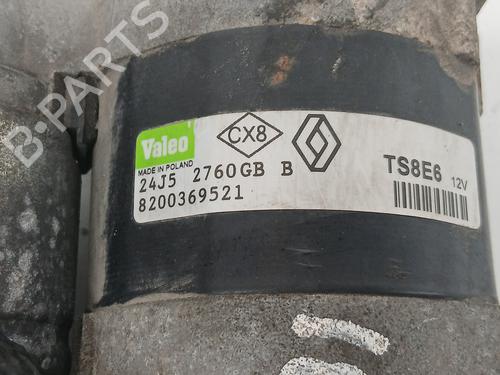 B-PARTS
Valeo
MADE IN POLAND
CX8
24J5 2760GB B
8200369521
TS8E6 12V